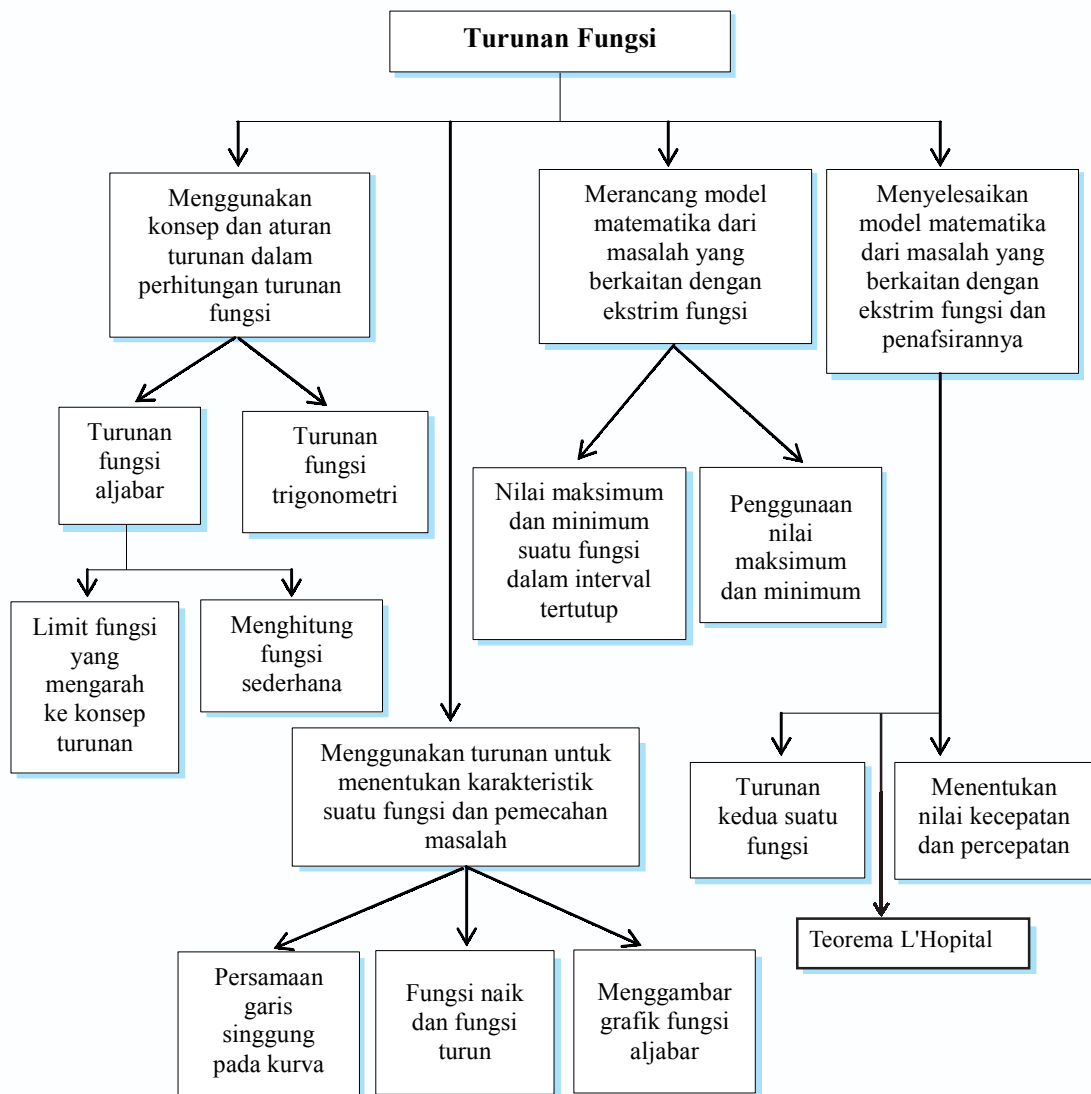 Turunan Fungsi
Menggunakan
konsep dan aturan
turunan dalam
perhitungan turunan
fungsi
Merancang model
matematika dari
masalah yang
berkaitan dengan
ekstrim fungsi
Menyelesaikan
model matematika
dari masalah yang
berkaitan dengan
ekstrim fungsi dan
penafsirannya
Turunan
fungsi
aljabar
Turunan
fungsi
trigonometri
Nilai maksimum
dan minimum
suatu fungsi
dalam interval
tertutup
Penggunaan
nilai
maksimum
dan minimum
Limit fungsi
yang
mengarah
ke konsep
turunan
Menghitung
fungsi
sederhana
Menggunakan turunan untuk
menentukan karakteristik
suatu fungsi dan pemecahan
masalah
Turunan
kedua suatu
fungsi
Menentukan
nilai kecepatan
dan percepatan
Teorema L'Hopital
Persamaan
garis
singgung
pada kurva
Fungsi naik
dan fungsi
turun
Menggambar
grafik fungsi
aljabar